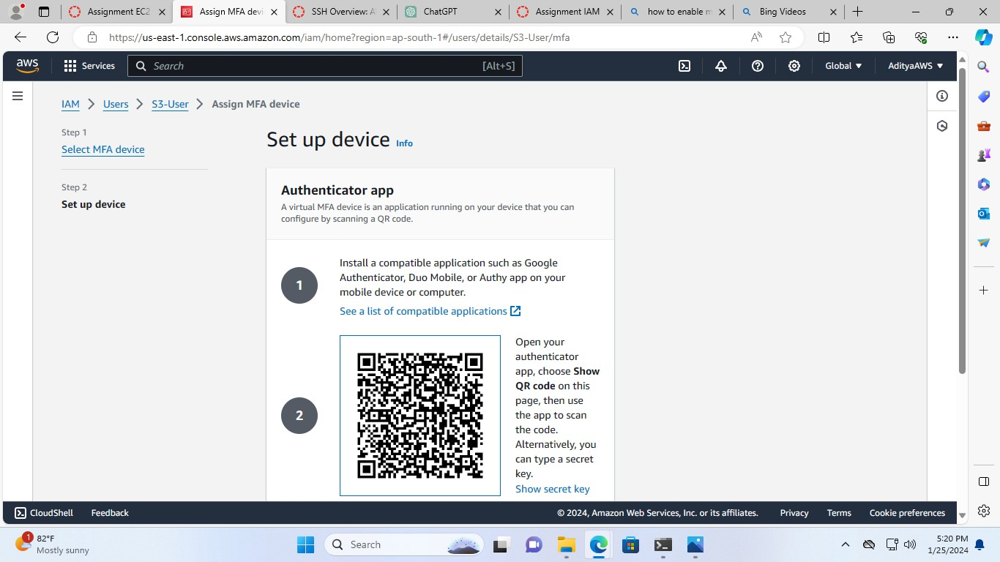 Assignment EC2
Assign MFA devi
SSH Overview: A
ChatGPT
Assignment IAM
how to enable m
Bing Videos
https://us-east-1.console.aws.amazon.com/iam/home?region=ap-south-1#/users/details/S3-User/mfa
aws
Services
Search
[Alt+S]
Global
AdityaAWS
IAM
Users
S3-User
Assign MFA device
Step 1
Select MFA device
Step 2
Set up device
Set up device Info
Authenticator app
A virtual MFA device is an application running on your device that you can
configure by scanning a QR code.
1
Install a compatible application such as Google
Authenticator, Duo Mobile, or Authy app on your
mobile device or computer.
See a list of compatible applications
2
Open your
authenticator
app, choose Show
QR code on this
page, then use
the app to scan
the code.
Alternatively, you
can type a secret
key.
Show secret key
CloudShell
Feedback
© 2024, Amazon Web Services, Inc. or its affiliates.
Privacy
Terms
Cookie preferences
1
82°F
Mostly sunny
Search
5:20 PM
1/25/2024